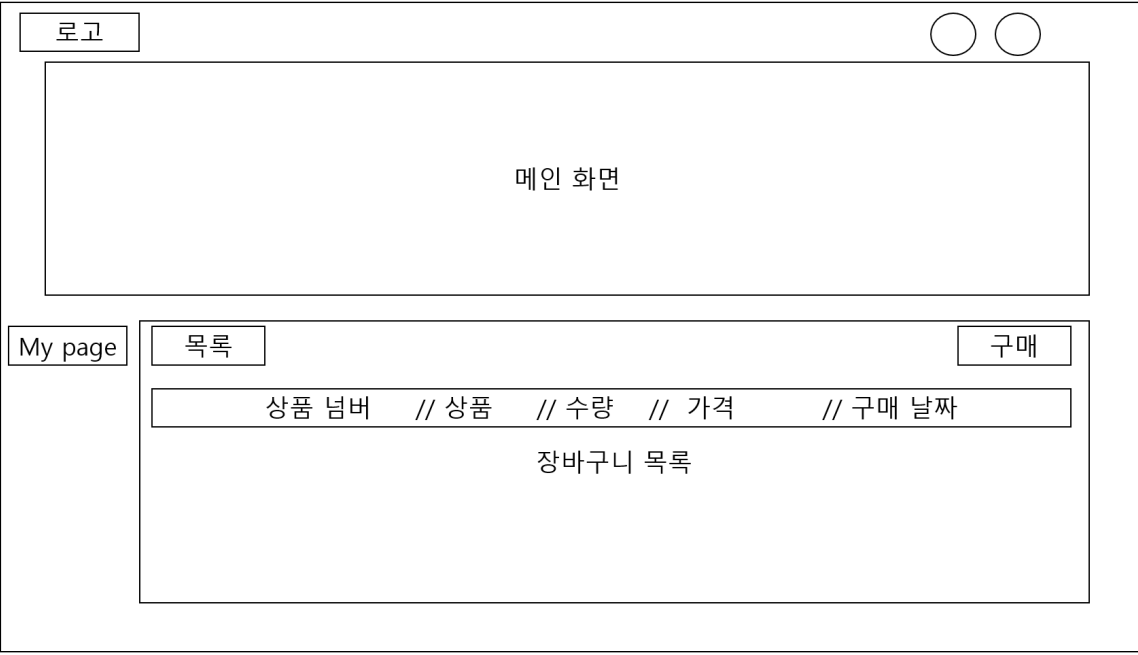 로고
메인 화면
My page
목록
구매
상품 넘버 // 상품 // 수량 // 가격 // 구매 날짜
장바구니 목록